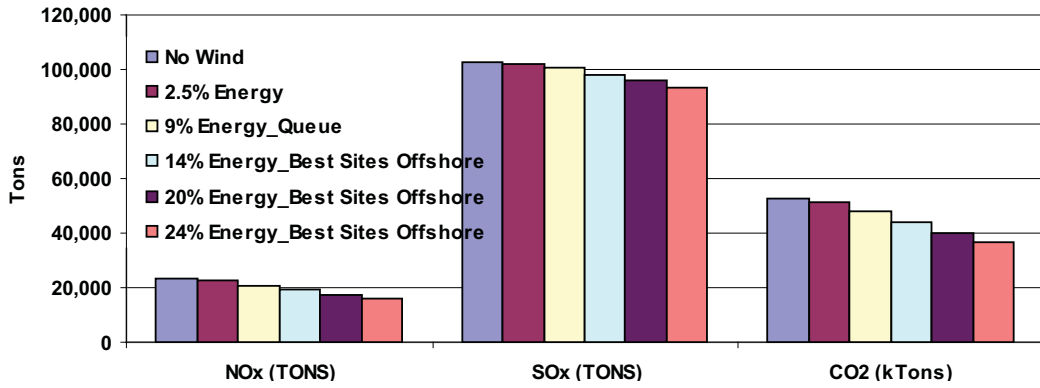 120,000
100,000
80,000
60,000
40,000
20,000
0
Tons
No Wind
2.5% Energy
9% Energy_Queue
14% Energy_Best Sites Offshore
20% Energy_Best Sites Offshore
24% Energy_Best Sites Offshore
NOx (TONS)
SOx (TONS)
CO2 (kTons)